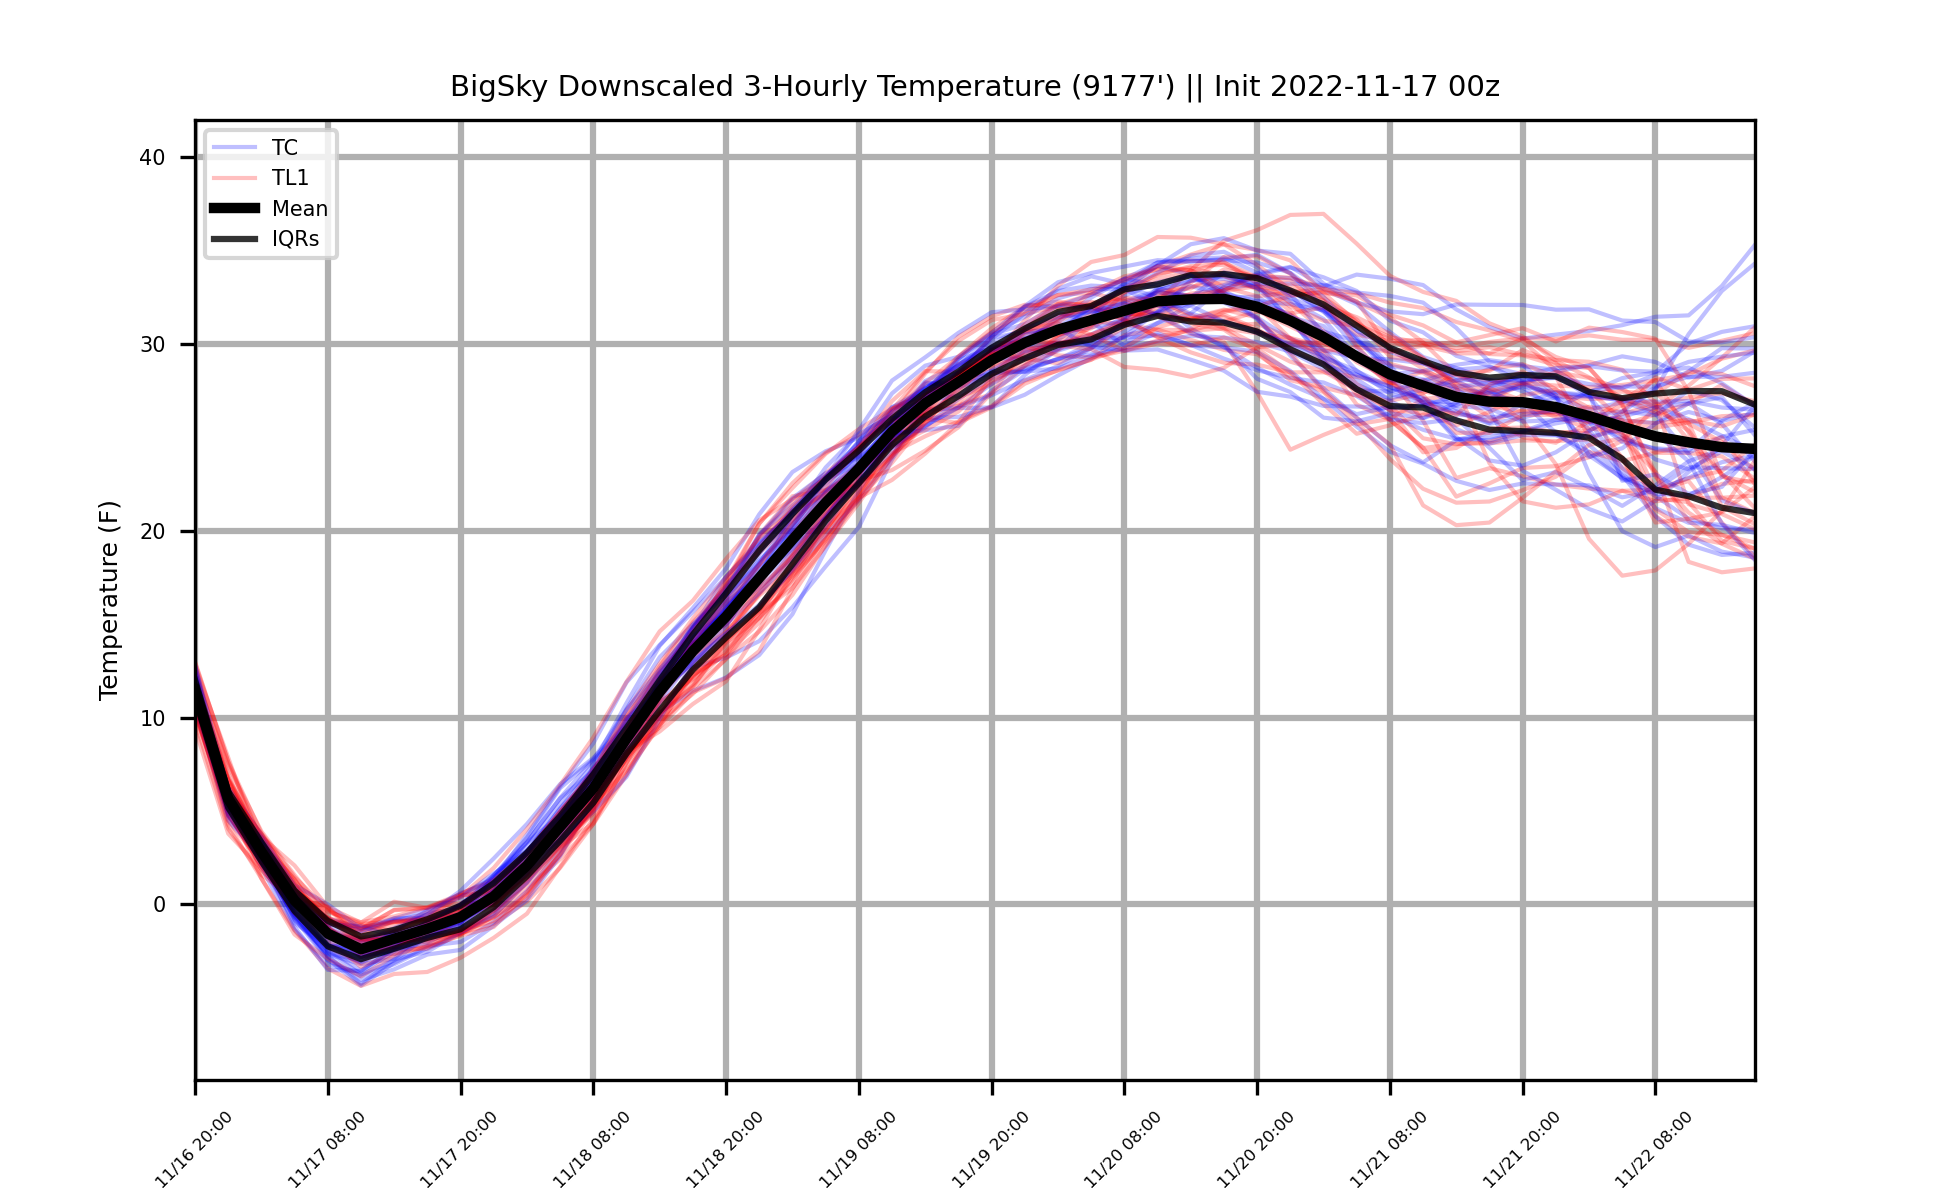 BigSky Downscaled 3-Hourly Temperature (9177') || Init 2022-11-17 00z
TC
TL1
Mean
IQRs
Temperature (F)
40
30
20
10
0
11/16 20:00
11/17 08:00
11/17 20:00
11/18 08:00
11/18 20:00
11/19 08:00
11/19 20:00
11/20 08:00
11/20 20:00
11/21 08:00
11/21 20:00
11/22 08:00